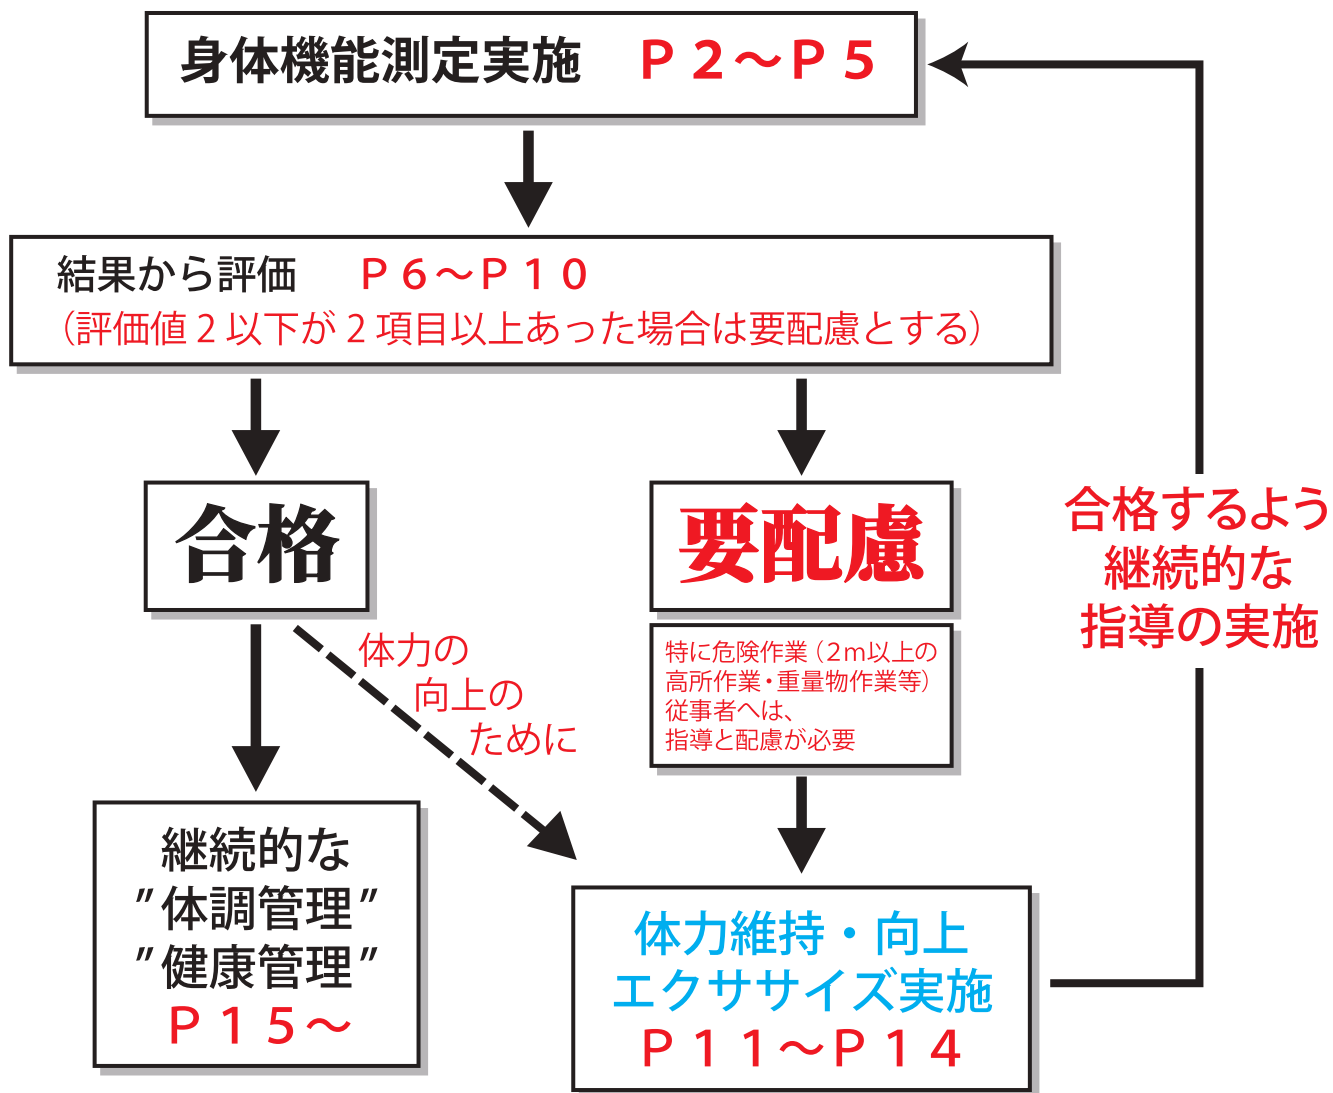 身体機能測定実施　Ｐ２～Ｐ５
結果から評価　Ｐ６～Ｐ１０
（評価値２以下が２項目以上あった場合は要配慮とする）
合格
要配慮
特に危険作業（２ｍ以上の
高所作業・重量物作業等）
従事者へは、
指導と配慮が必要
体力の
向上の
ために
合格するよう
継続的な
指導の実施
継続的な
”体調管理”
”健康管理”
Ｐ１５～
体力維持・向上
エクササイズ実施
Ｐ１１～Ｐ１４